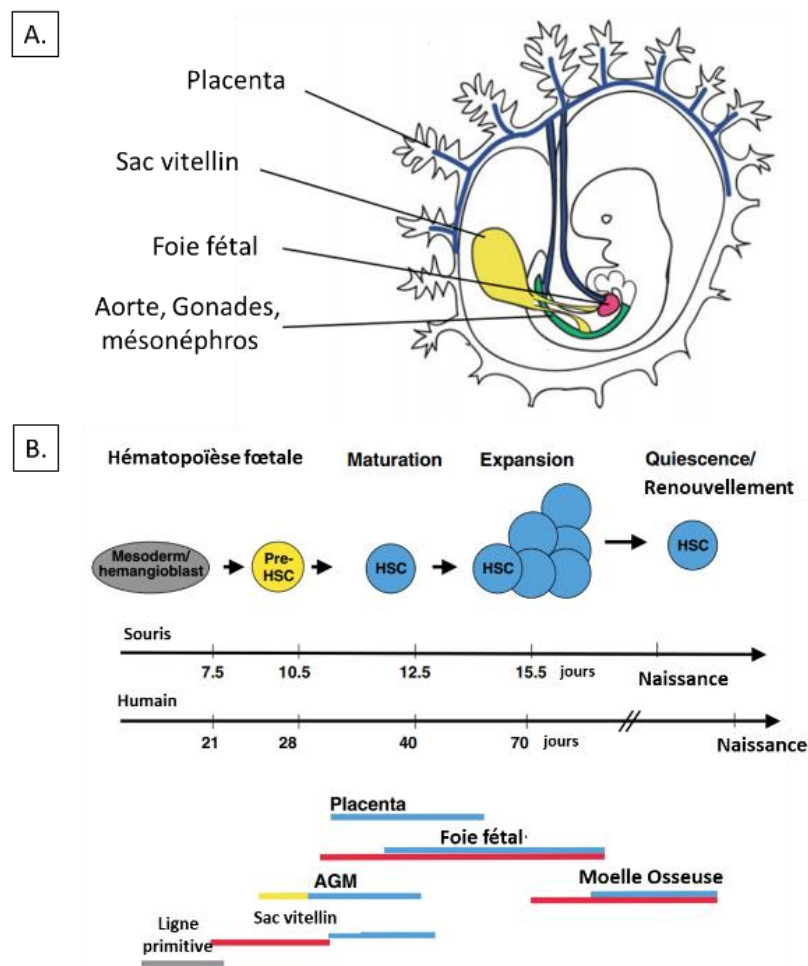 A.
Placenta
Sac vitellin
Foie fétal
Aorte, Gonades,
mésonéphros
B.
Hématopoïèse fœtale
Maturation
Expansion
Quiescence/
Renouvellement
Mesoderm/
hemangioblast
Pre-
HSC
HSC
HSC
HSC
Souris
7.5 10.5 12.5 15.5 jours Naissance
Humain
21 28 40 70 jours Naissance
Placenta
Foie fétal
AGM
Moelle Osseuse
Sac vitellin
Ligne
primitive